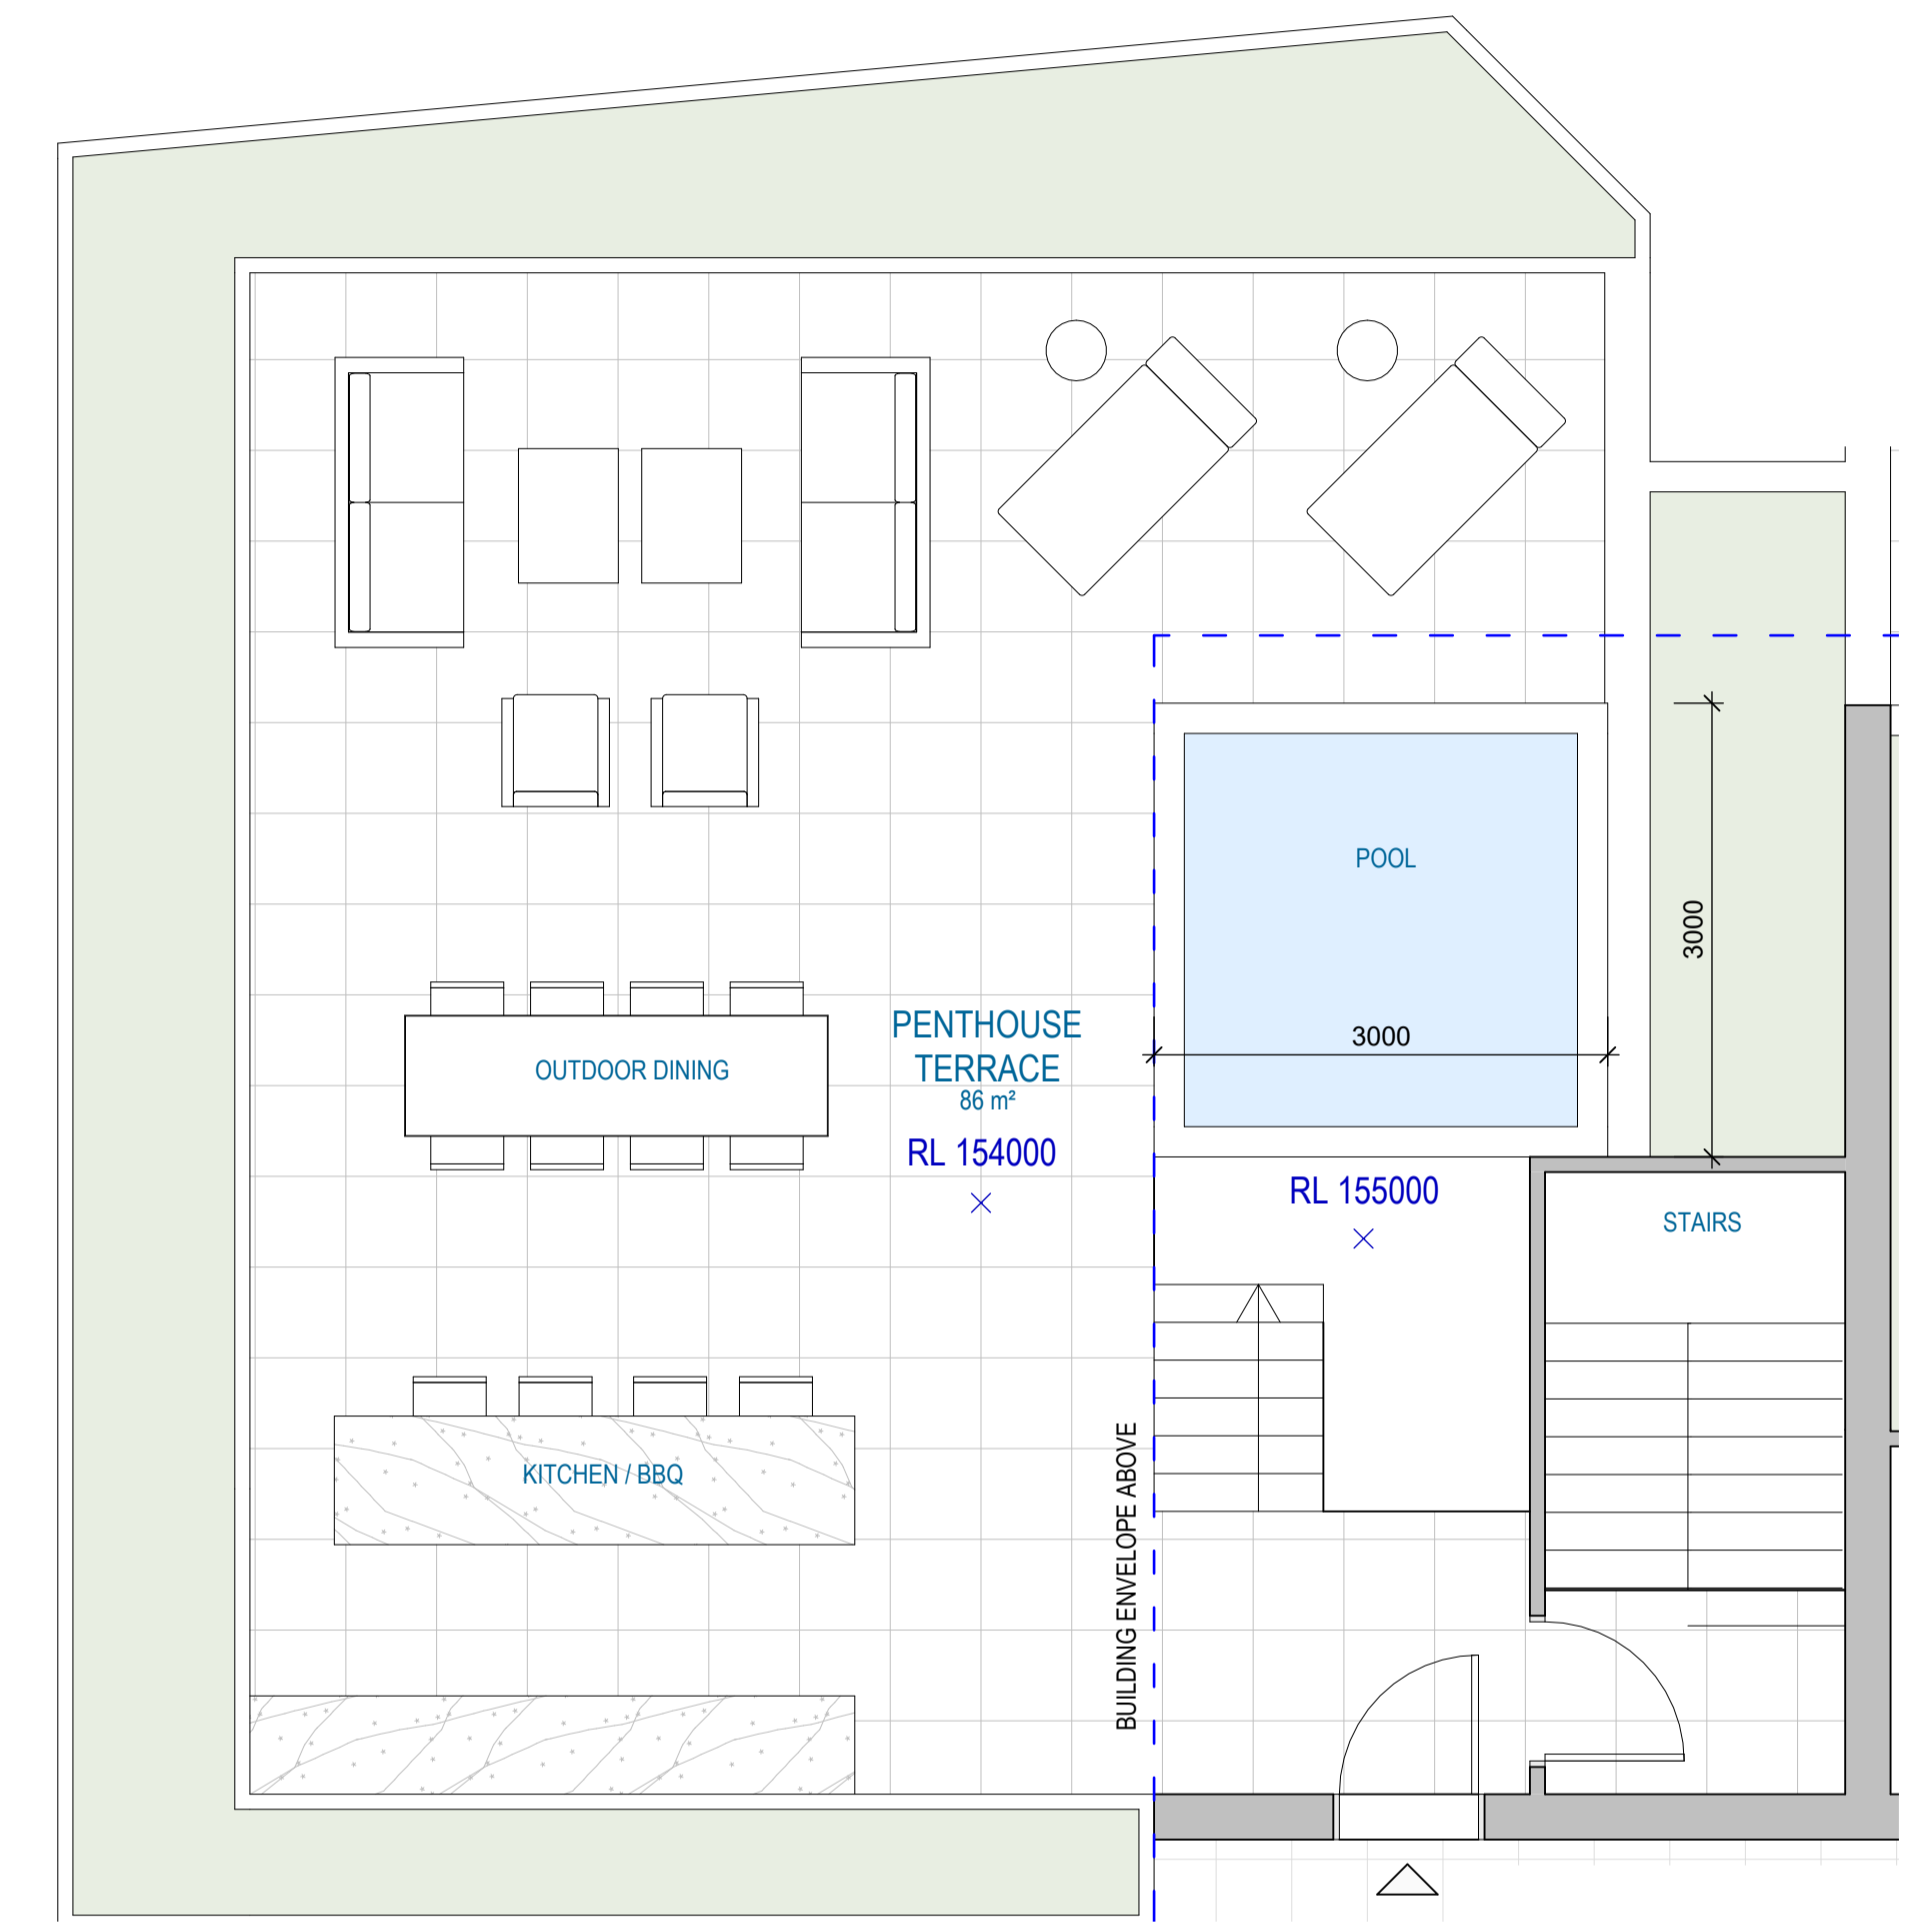 POOL
3000
3000
PENTHOUSE
TERRACE
86 m²
RL 154000
OUTDOOR DINING
RL 155000
STAIRS
KITCHEN / BBQ
BUILDING ENVELOPE ABOVE